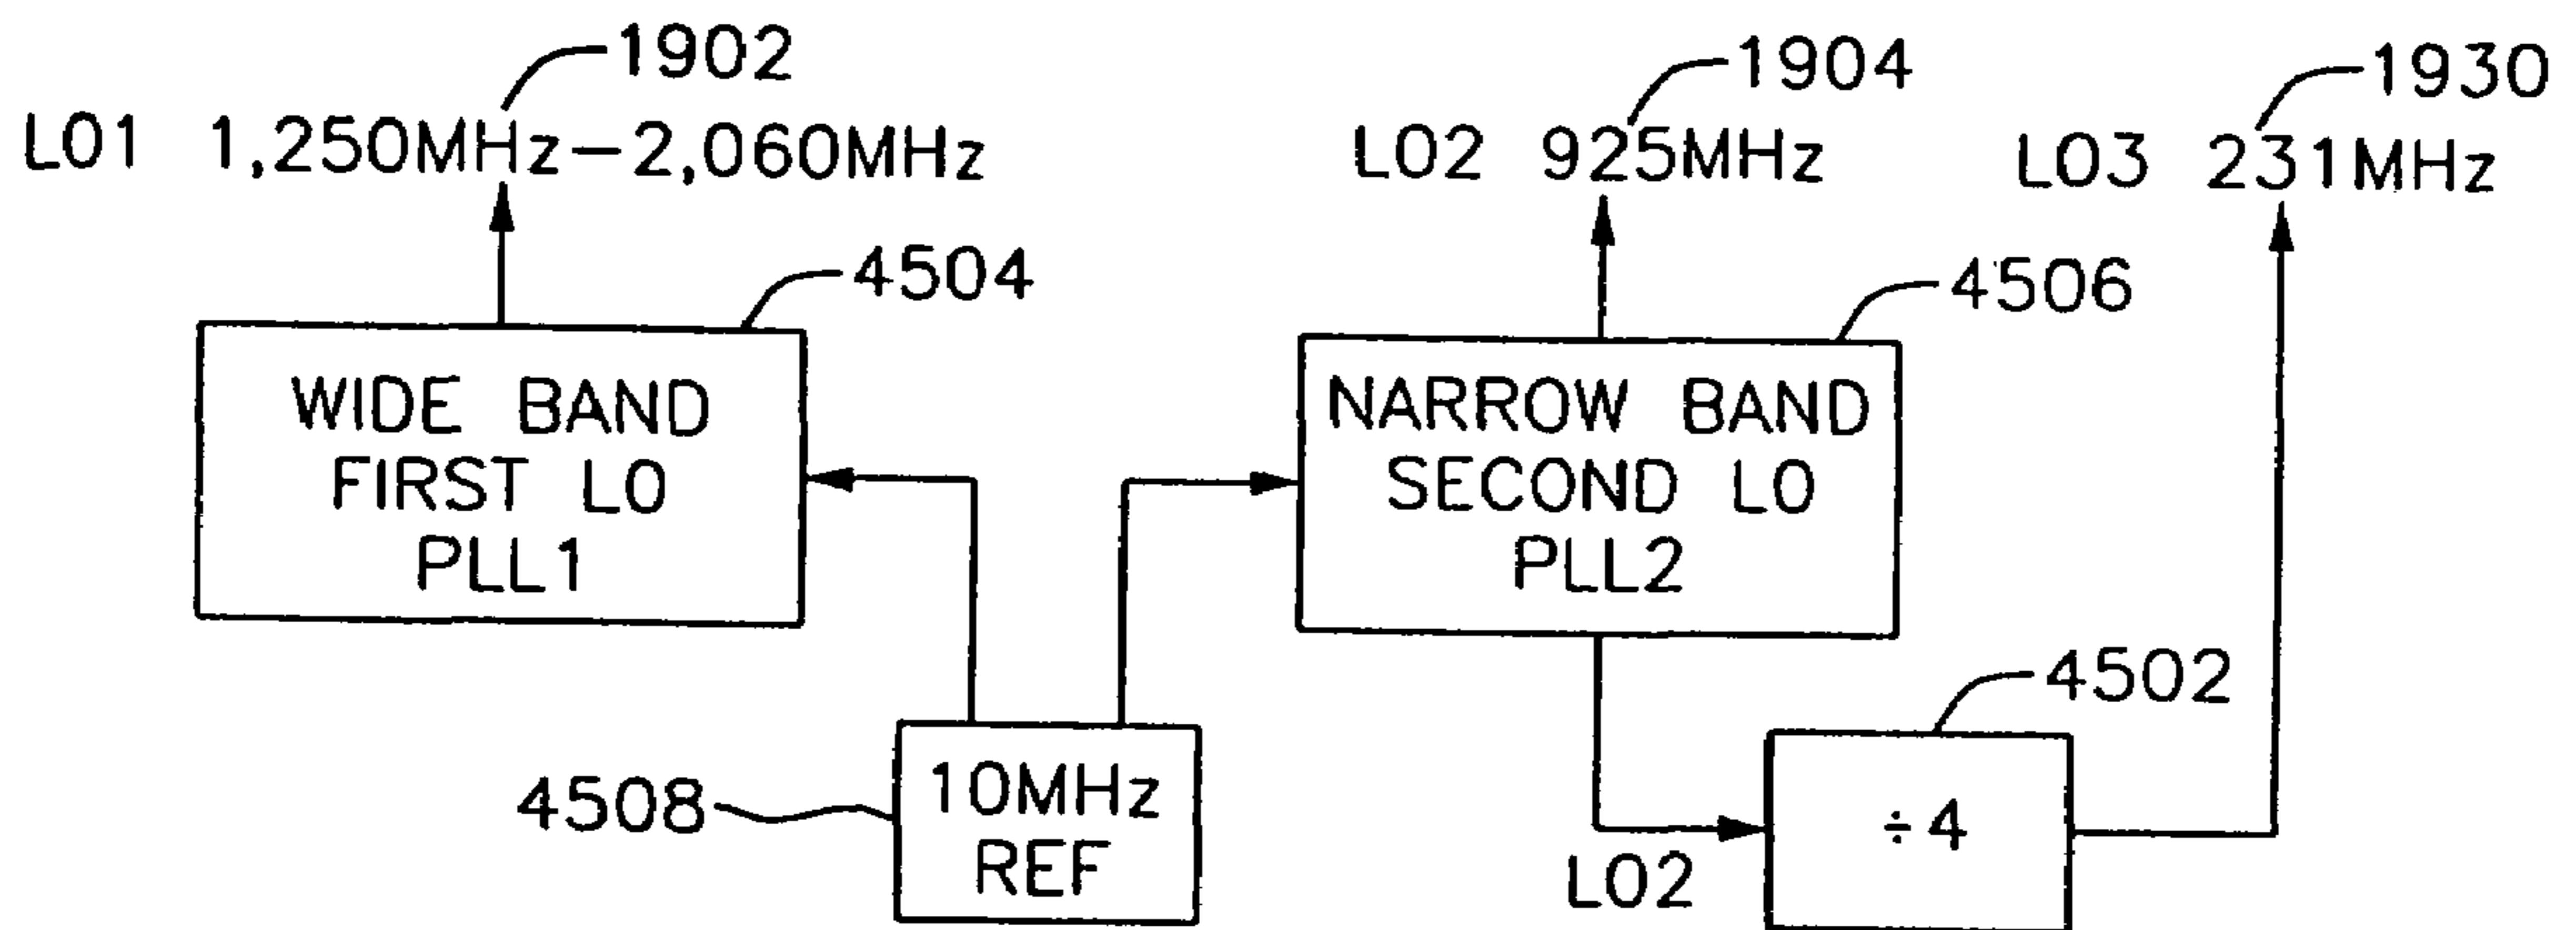 1902
LO1 1,250MHz-2,060MHz
1904
LO2 925MHz
1930
LO3 231MHz
4504
WIDE BAND
FIRST LO
PLL1
4506
NARROW BAND
SECOND LO
PLL2
4508
10MHz
REF
LO2
4502
÷4